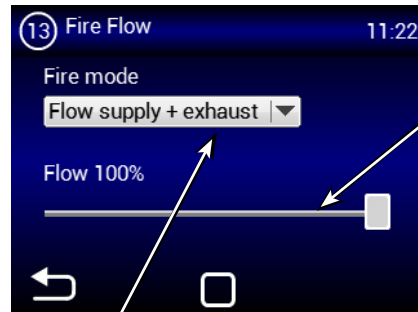 13 Fire Flow 11:22
Fire mode
Flow supply + exhaust
Flow 100%